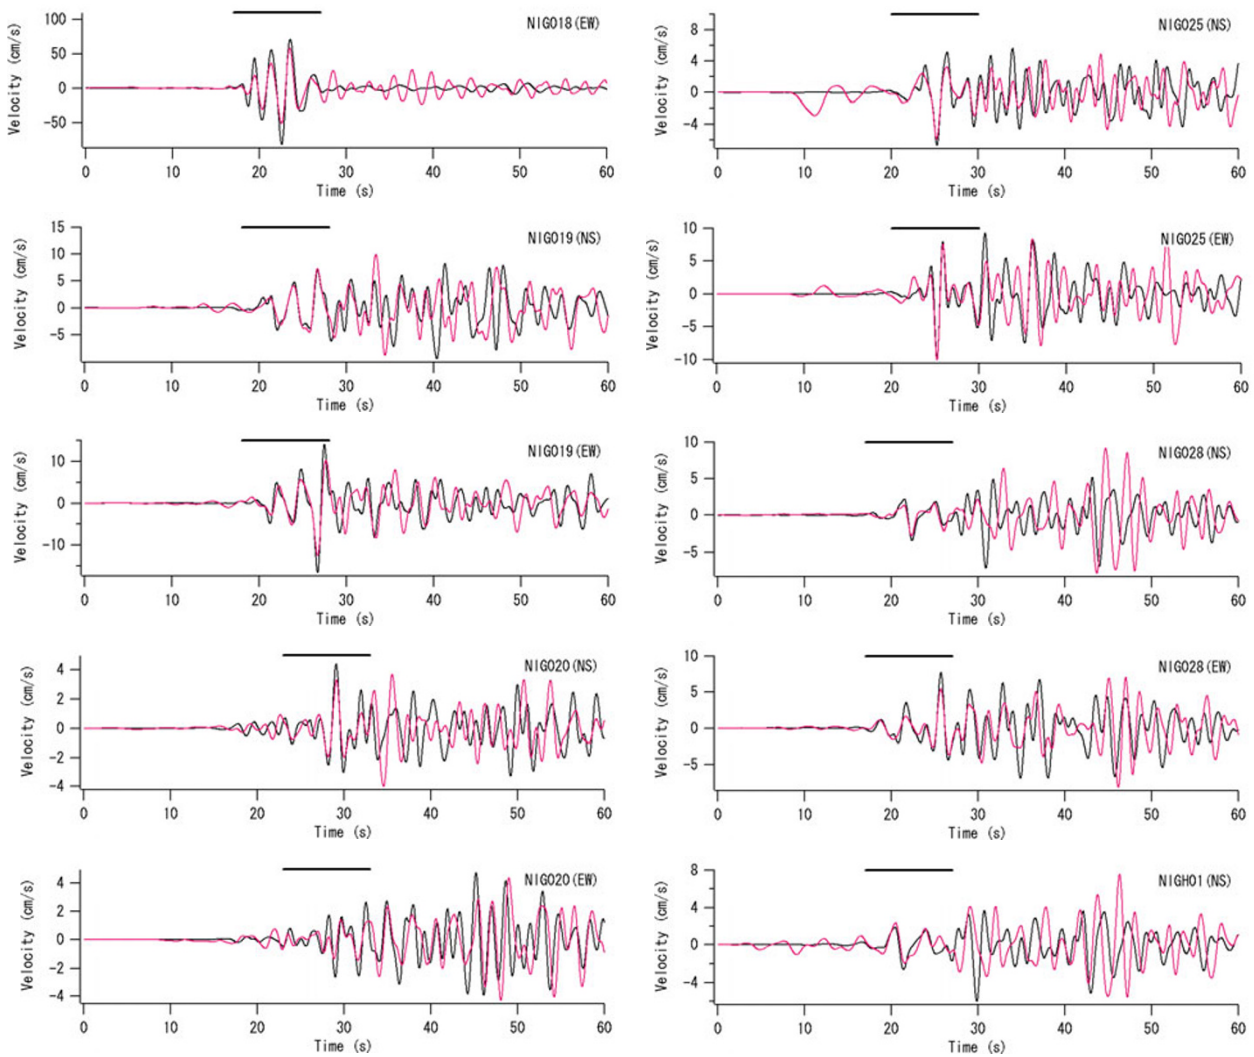 NIG018(EW)
Velocity (cm/s)
100
50
0
-50
0 10 20 30 40 50 60
Time (s)
NIG025(NS)
Velocity (cm/s)
8
4
0
-4
0 10 20 30 40 50 60
Time (s)
NIG019(NS)
Velocity (cm/s)
15
10
5
0
-5
0 10 20 30 40 50 60
Time (s)
NIG025(EW)
Velocity (cm/s)
10
5
0
-5
-10
0 10 20 30 40 50 60
Time (s)
NIG019(EW)
Velocity (cm/s)
10
0
-10
0 10 20 30 40 50 60
Time (s)
NIG028(NS)
Velocity (cm/s)
10
5
0
-5
0 10 20 30 40 50 60
Time (s)
NIG020(NS)
Velocity (cm/s)
4
2
0
-2
-4
0 10 20 30 40 50 60
Time (s)
NIG028(EW)
Velocity (cm/s)
10
5
0
-5
0 10 20 30 40 50 60
Time (s)
NIG020(EW)
Velocity (cm/s)
4
2
0
-2
-4
0 10 20 30 40 50 60
Time (s)
NIGH01(NS)
Velocity (cm/s)
8
4
0
-4
0 10 20 30 40 50 60
Time (s)